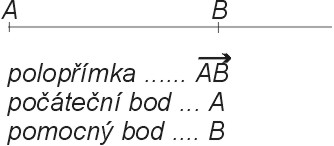 A B
polopřímka ...... AB
počáteční bod ... A
pomocný bod .... B